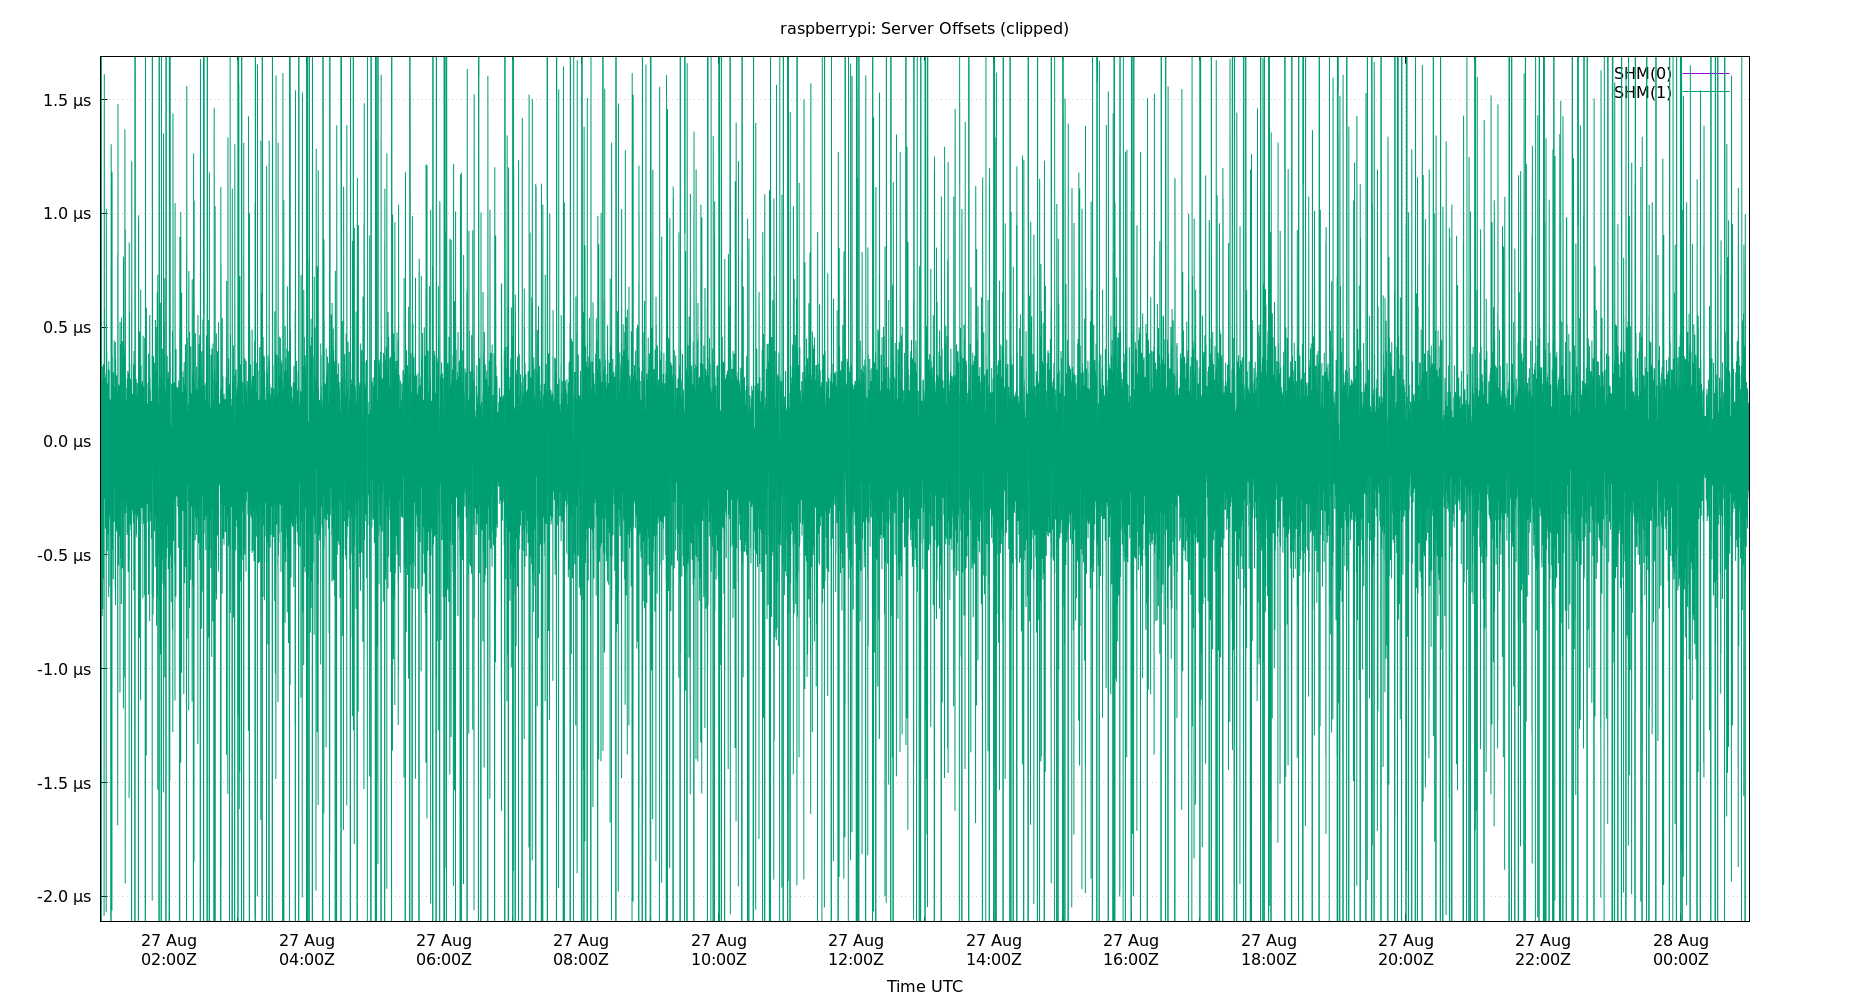 raspberrypi: Server Offsets (clipped)
SHM(0)
SHM(1)
1.5 µs
1.0 µs
0.5 µs
0.0 µs
-0.5 µs
-1.0 µs
-1.5 µs
-2.0 µs
27 Aug 27 Aug 27 Aug 27 Aug 27 Aug 27 Aug 27 Aug 27 Aug 27 Aug 27 Aug 27 Aug 28 Aug
02:00Z 04:00Z 06:00Z 08:00Z 10:00Z 12:00Z 14:00Z 16:00Z 18:00Z 20:00Z 22:00Z 00:00Z
Time UTC